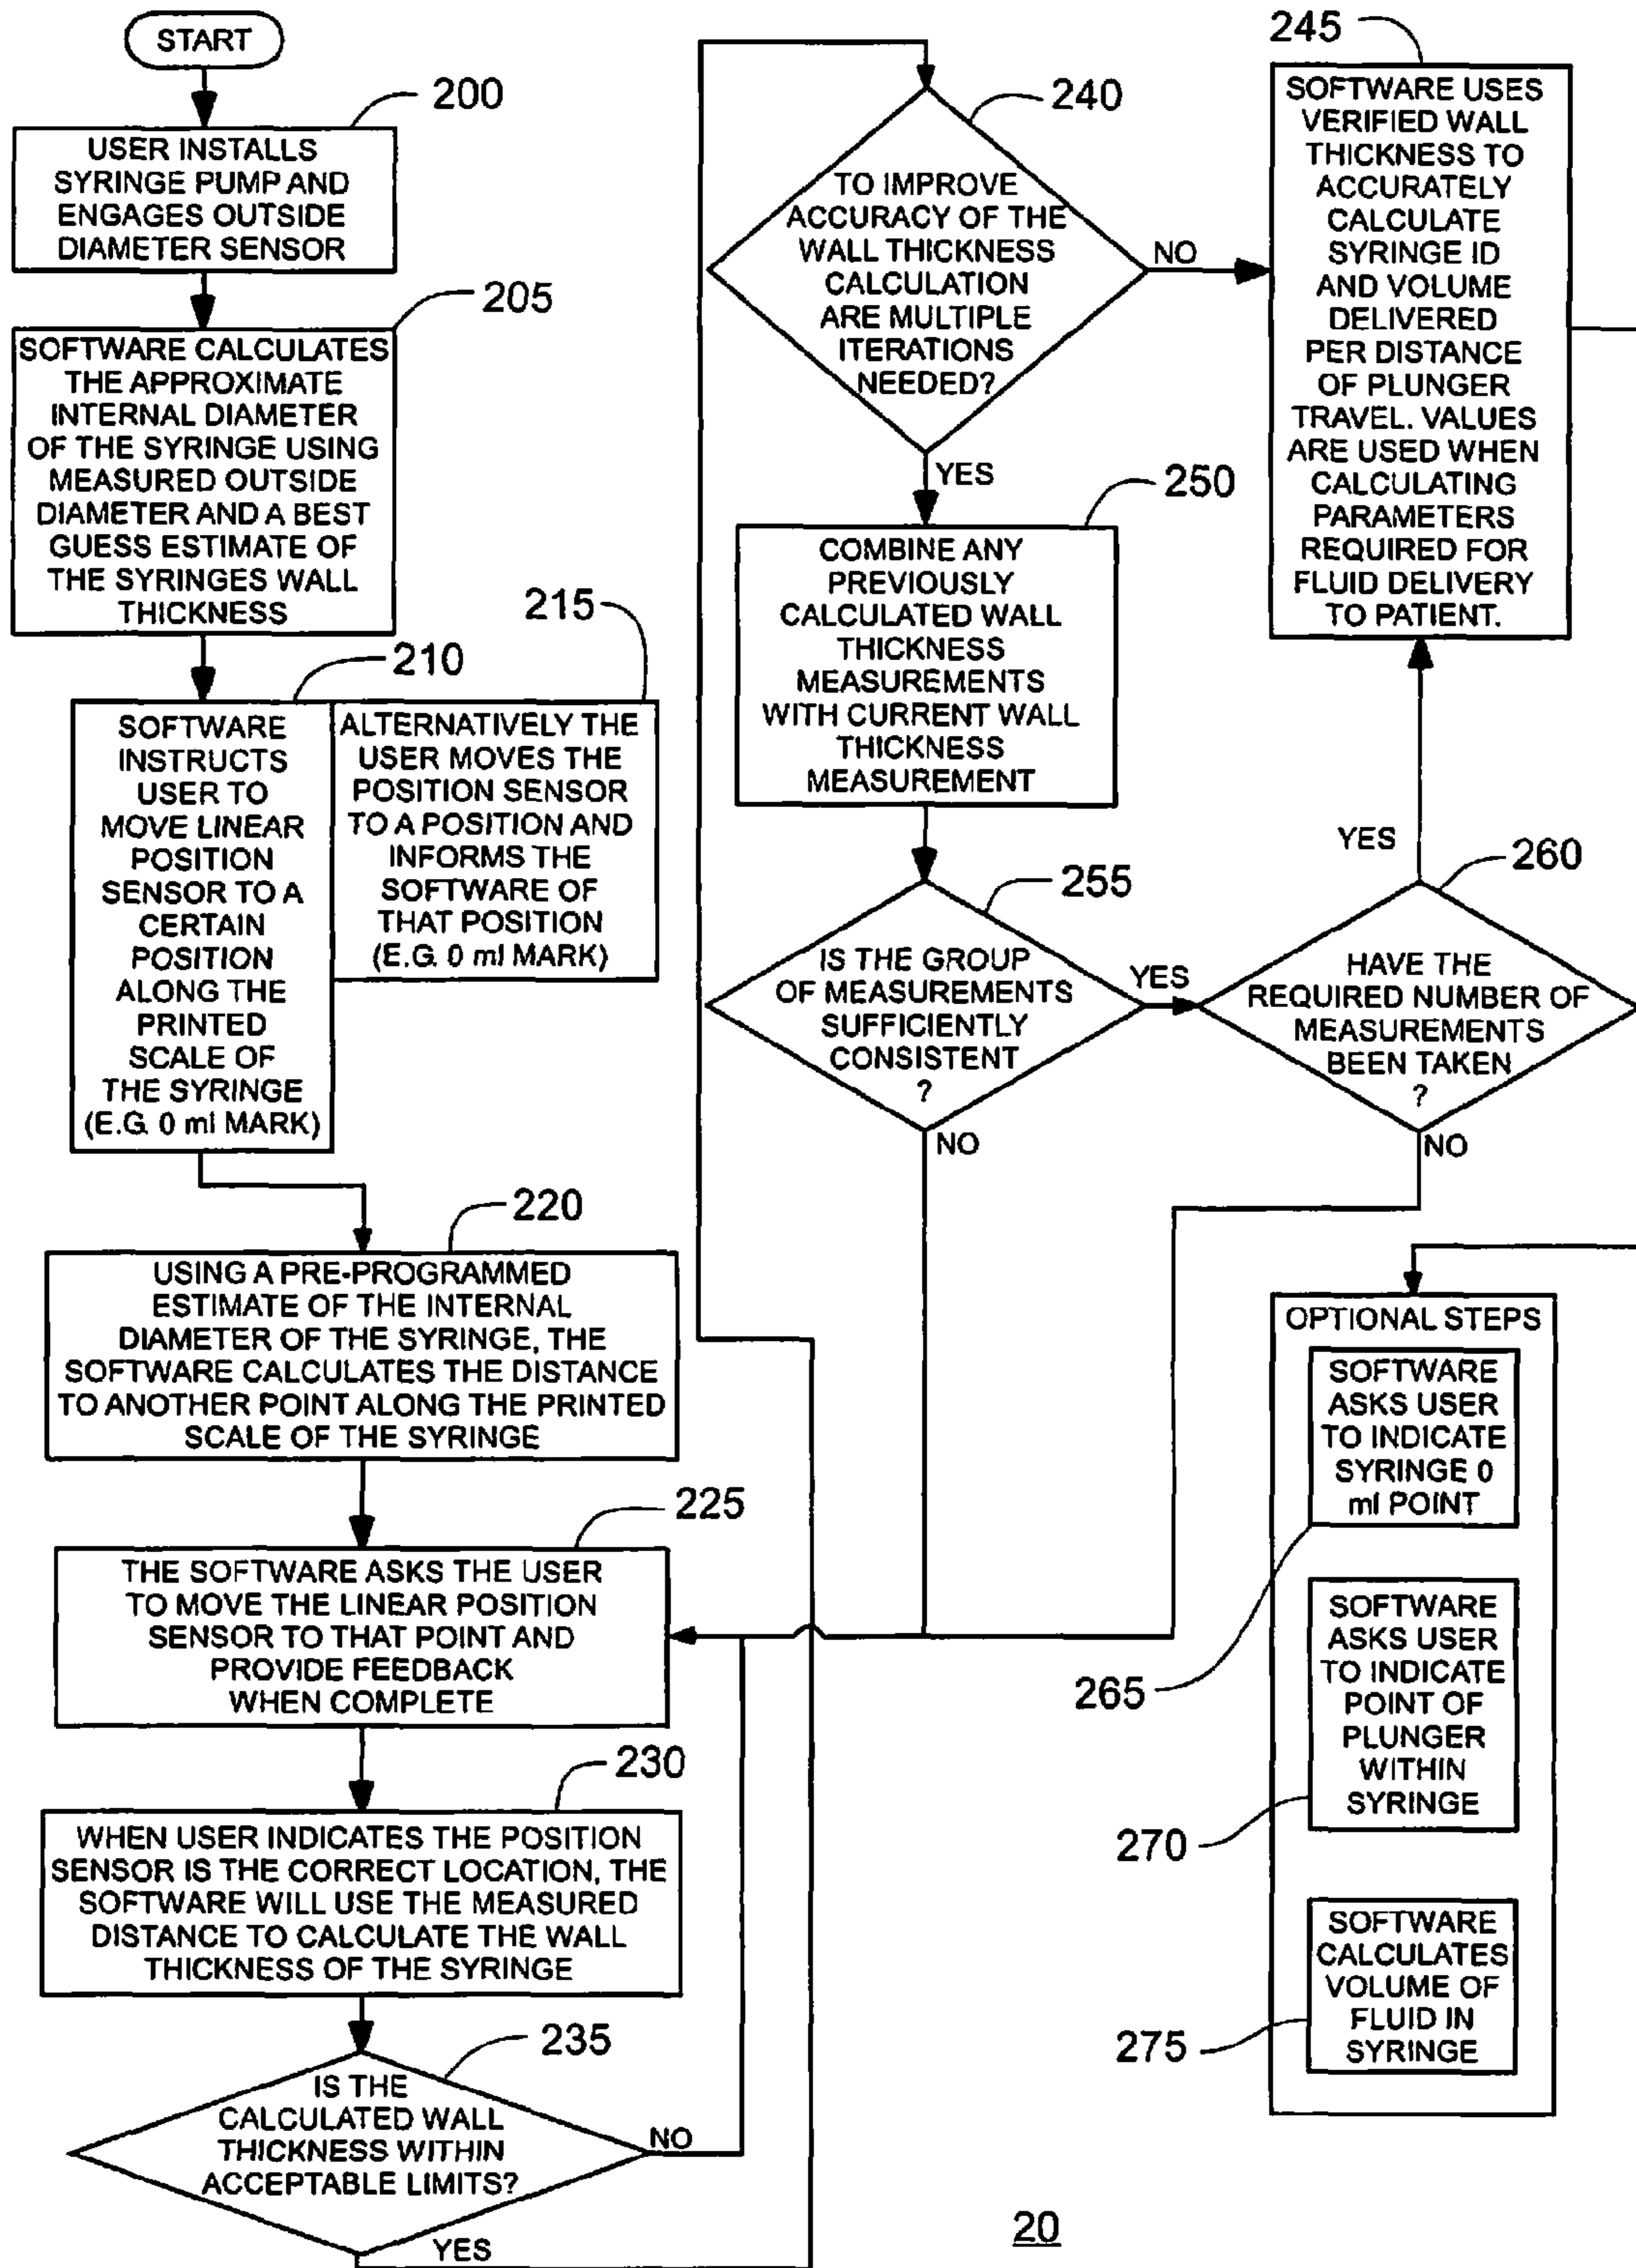 START
200
USER INSTALLS
SYRINGE PUMP AND
ENGAGES OUTSIDE
DIAMETER SENSOR
205
SOFTWARE CALCULATES
THE APPROXIMATE
INTERNAL DIAMETER
OF THE SYRINGE USING
MEASURED OUTSIDE
DIAMETER AND A BEST
GUESS ESTIMATE OF
THE SYRINGES WALL
THICKNESS
210
SOFTWARE
INSTRUCTS
USER TO
MOVE LINEAR
POSITION
SENSOR TO A
CERTAIN
POSITION
ALONG THE
PRINTED
SCALE OF
THE SYRINGE
(E.G. 0 ml MARK)
215
ALTERNATIVELY THE
USER MOVES THE
POSITION SENSOR
TO A POSITION AND
INFORMS THE
SOFTWARE OF
THAT POSITION
(E.G. 0 ml MARK)
220
USING A PRE-PROGRAMMED
ESTIMATE OF THE INTERNAL
DIAMETER OF THE SYRINGE, THE
SOFTWARE CALCULATES THE DISTANCE
TO ANOTHER POINT ALONG THE PRINTED
SCALE OF THE SYRINGE
225
THE SOFTWARE ASKS THE USER
TO MOVE THE LINEAR POSITION
SENSOR TO THAT POINT AND
PROVIDE FEEDBACK
WHEN COMPLETE
230
WHEN USER INDICATES THE POSITION
SENSOR IS THE CORRECT LOCATION, THE
SOFTWARE WILL USE THE MEASURED
DISTANCE TO CALCULATE THE WALL
THICKNESS OF THE SYRINGE
235
IS THE
CALCULATED WALL
THICKNESS WITHIN
ACCEPTABLE LIMITS?
NO
YES
240
TO IMPROVE
ACCURACY OF THE
WALL THICKNESS
CALCULATION
ARE MULTIPLE
ITERATIONS
NEEDED?
NO
YES
245
SOFTWARE USES
VERIFIED WALL
THICKNESS TO
ACCURATELY
CALCULATE
SYRINGE ID
AND VOLUME
DELIVERED
PER DISTANCE
OF PLUNGER
TRAVEL. VALUES
ARE USED WHEN
CALCULATING
PARAMETERS
REQUIRED FOR
FLUID DELIVERY
TO PATIENT.
250
COMBINE ANY
PREVIOUSLY
CALCULATED WALL
THICKNESS
MEASUREMENTS
WITH CURRENT WALL
THICKNESS
MEASUREMENT
255
IS THE GROUP
OF MEASUREMENTS
SUFFICIENTLY
CONSISTENT
?
YES
NO
260
HAVE THE
REQUIRED NUMBER OF
MEASUREMENTS
BEEN TAKEN
?
YES
NO
OPTIONAL STEPS
SOFTWARE
ASKS USER
TO INDICATE
SYRINGE 0
ml POINT
265
SOFTWARE
ASKS USER
TO INDICATE
POINT OF
PLUNGER
WITHIN
SYRINGE
270
SOFTWARE
CALCULATES
VOLUME OF
FLUID IN
SYRINGE
275
20